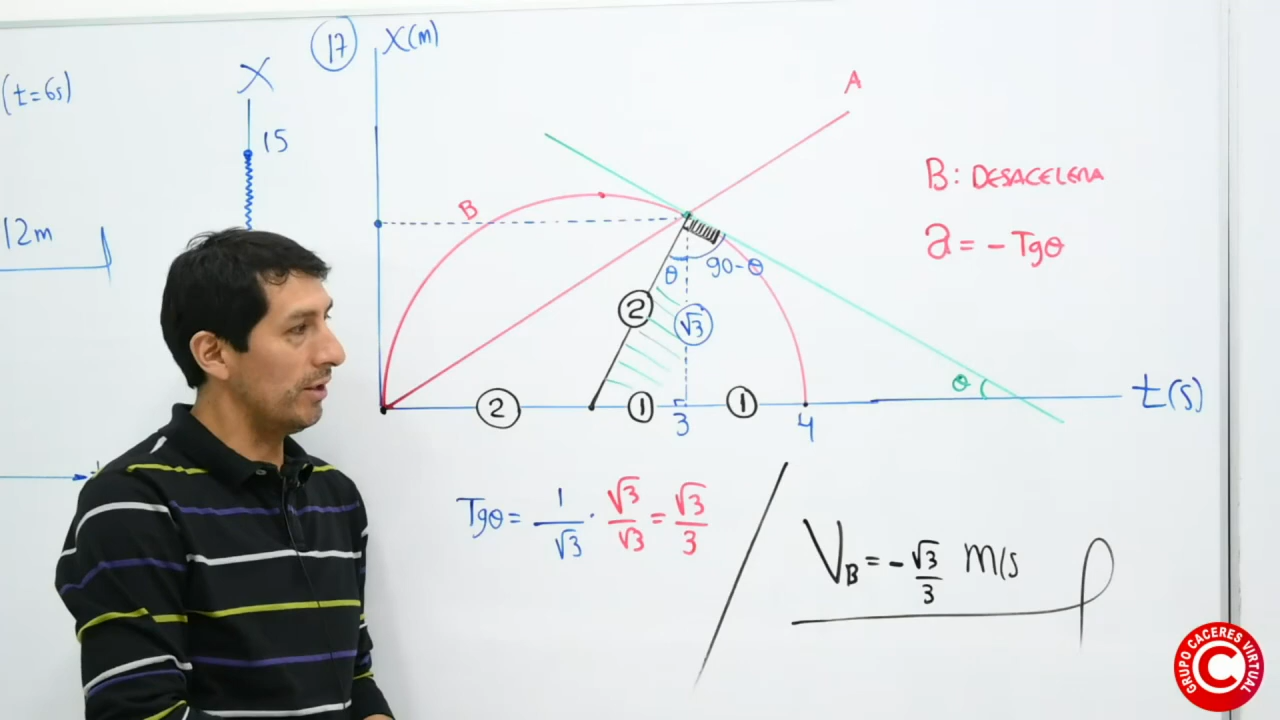 (t=6s)
12m
X
15
17
X(m)
A
B
θ
90-θ
2
√3
θ
2
1
1
3
4
t(s)
B: DESACELERA
a = - Tgθ
Tgθ = 1/√3 · √3/√3 = √3/3
V_B = - √3/3 m/s
GRUPO CACERES VIRTUAL
C